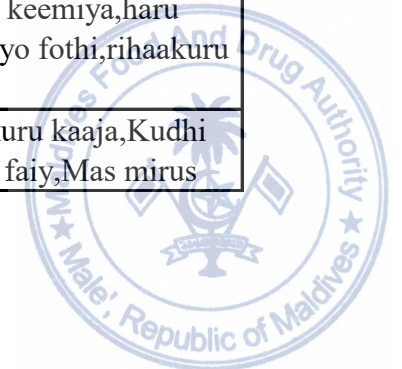 keemiya,haru
yo fothi,rihaakuru
uru kaaja,Kudhi
faiy,Mas mirus
Maldives Food And Drug Authority
Male', Republic of Maldives